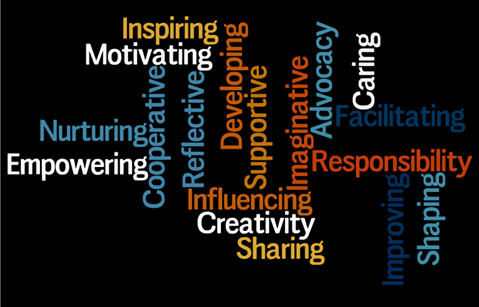 Inspiring
Motivating
Developing
Advocacy
Caring
Cooperative
Reflective
Supportive
Imaginative
Facilitating
Nurturing
Empowering
Responsibility
Influencing
Creativity
Sharing
Improving
Shaping